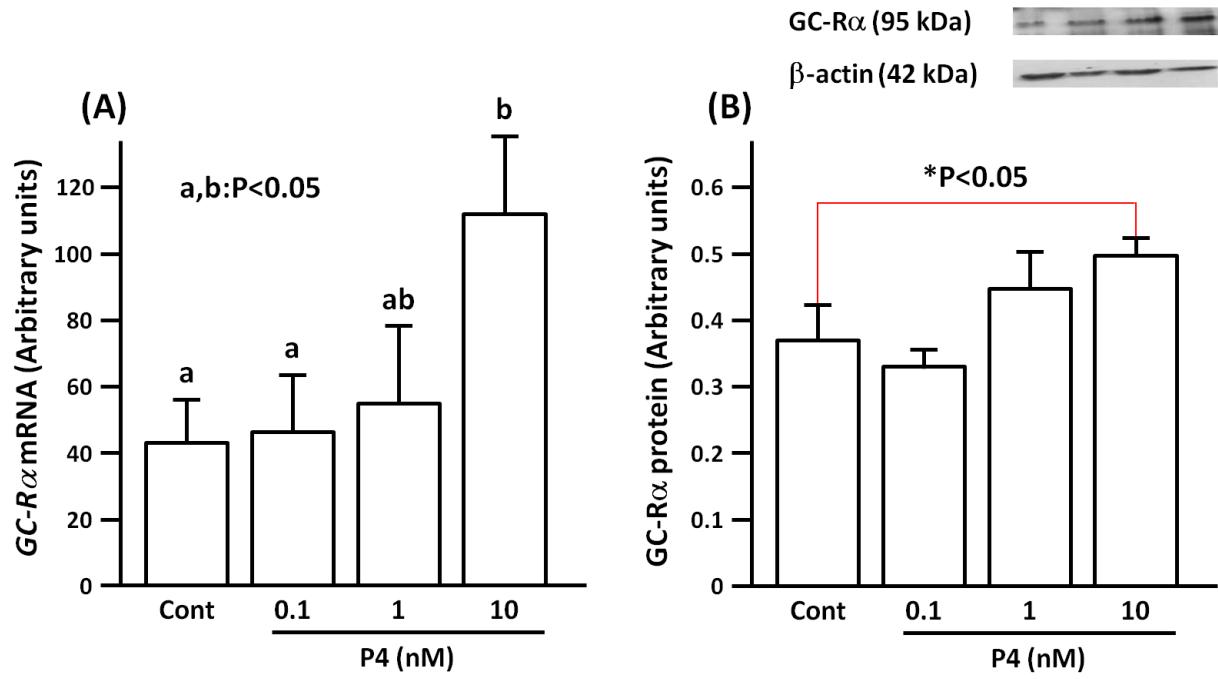 GC-Rα (95 kDa)
β-actin (42 kDa)
(A)
GC-Rα mRNA (Arbitrary units)
120
100
80
60
40
20
0
a,b:P<0.05
a
a
ab
b
Cont 0.1 1 10
P4 (nM)
(B)
GC-Rα protein (Arbitrary units)
0.6
0.5
0.4
0.3
0.2
0.1
0
*P<0.05
Cont 0.1 1 10
P4 (nM)